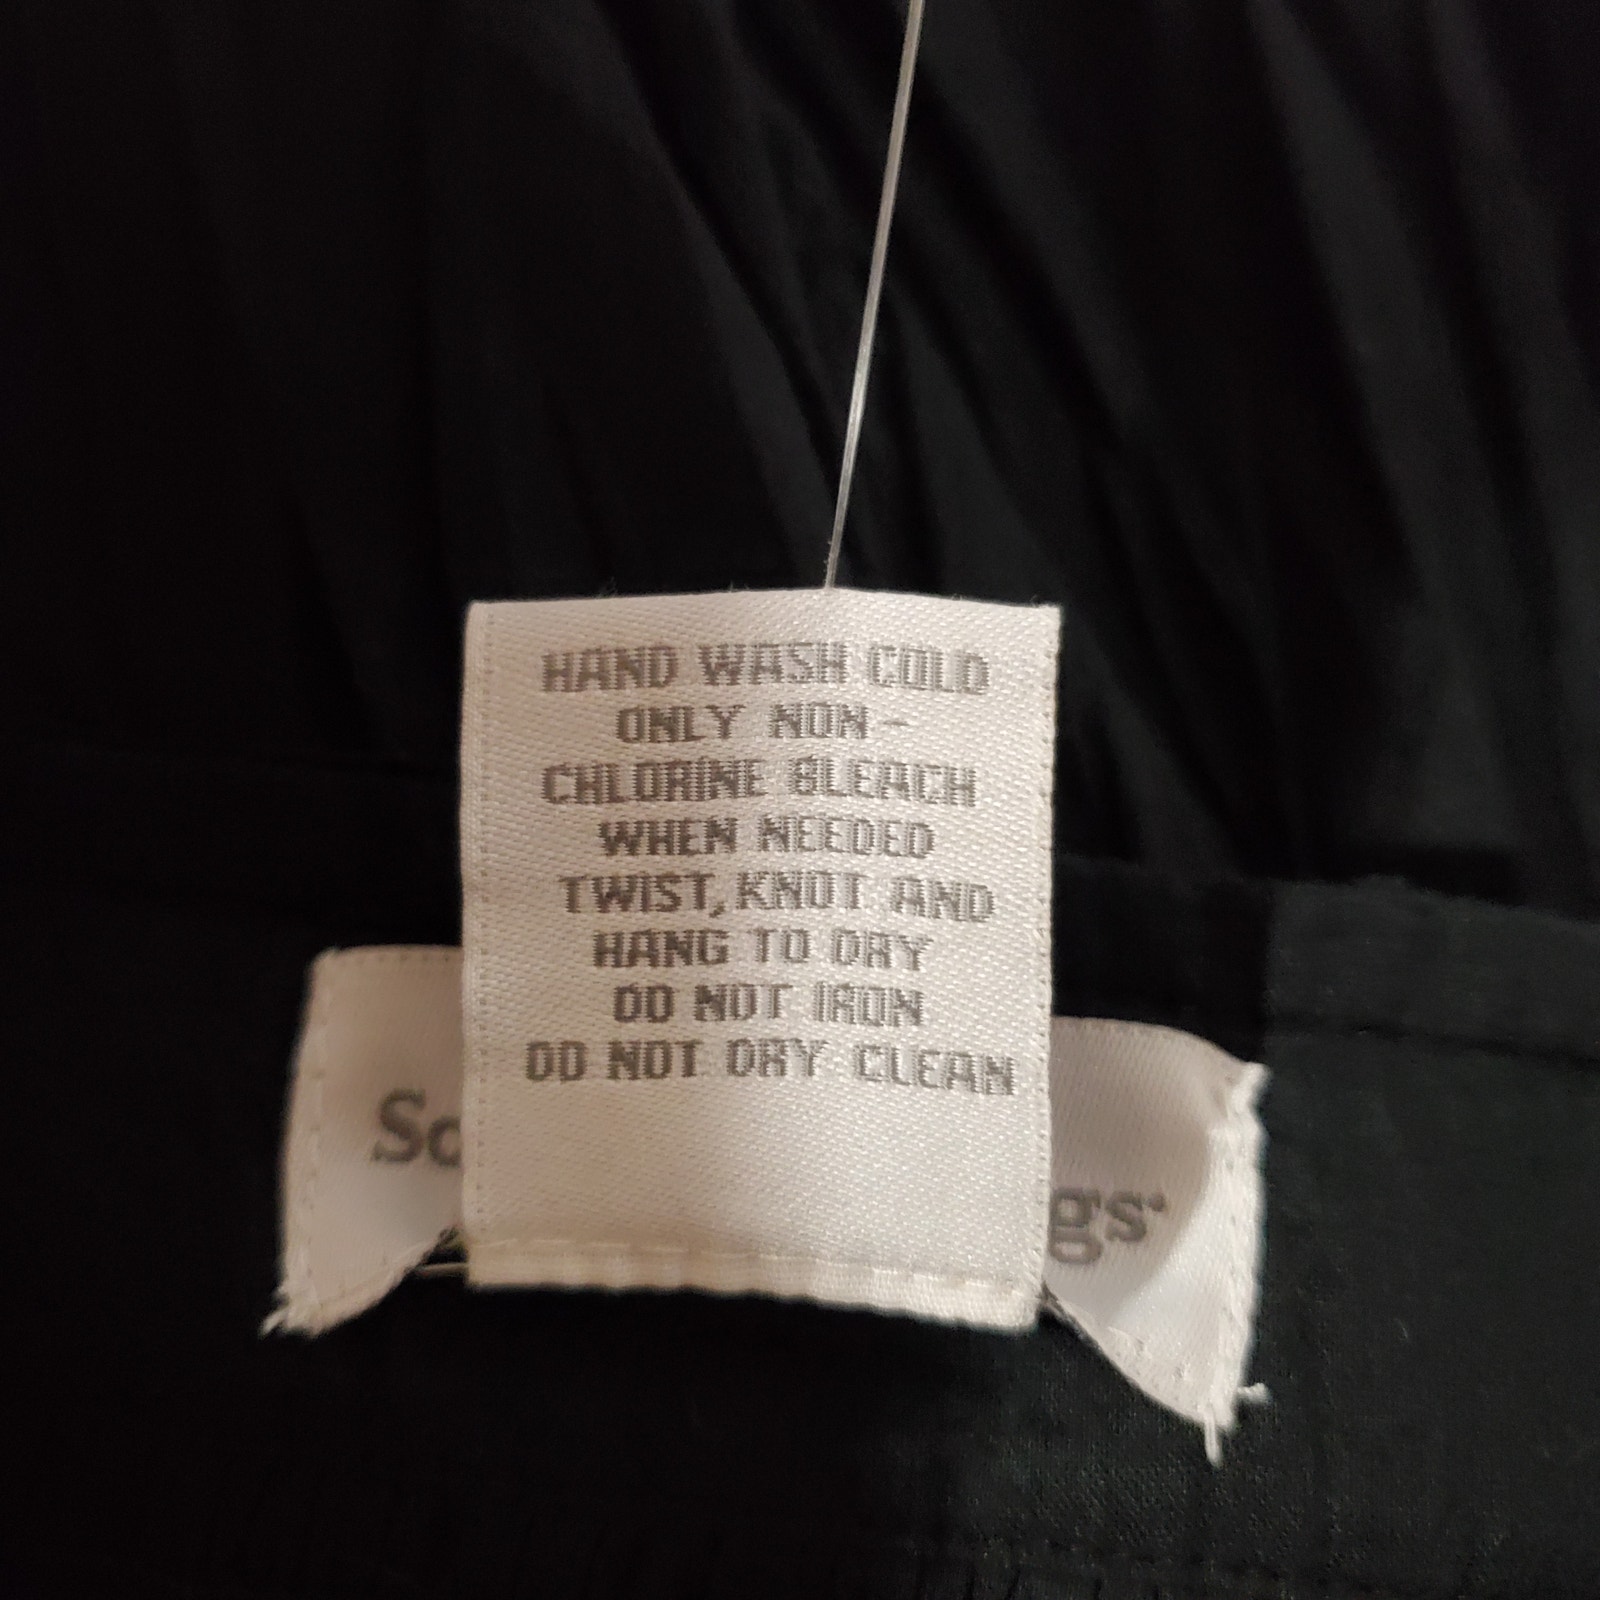 HAND WASH COLD
ONLY NON-
CHLORINE BLEACH
WHEN NEEDED
TWIST, KNOT AND
HANG TO DRY
DO NOT IRON
DO NOT DRY CLEAN